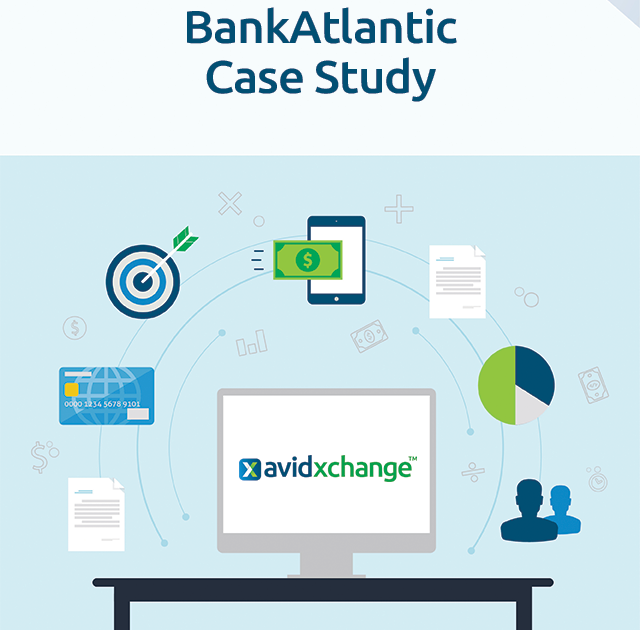 BankAtlantic
Case Study
$
0000 1234 5678 9101
avidxchange™